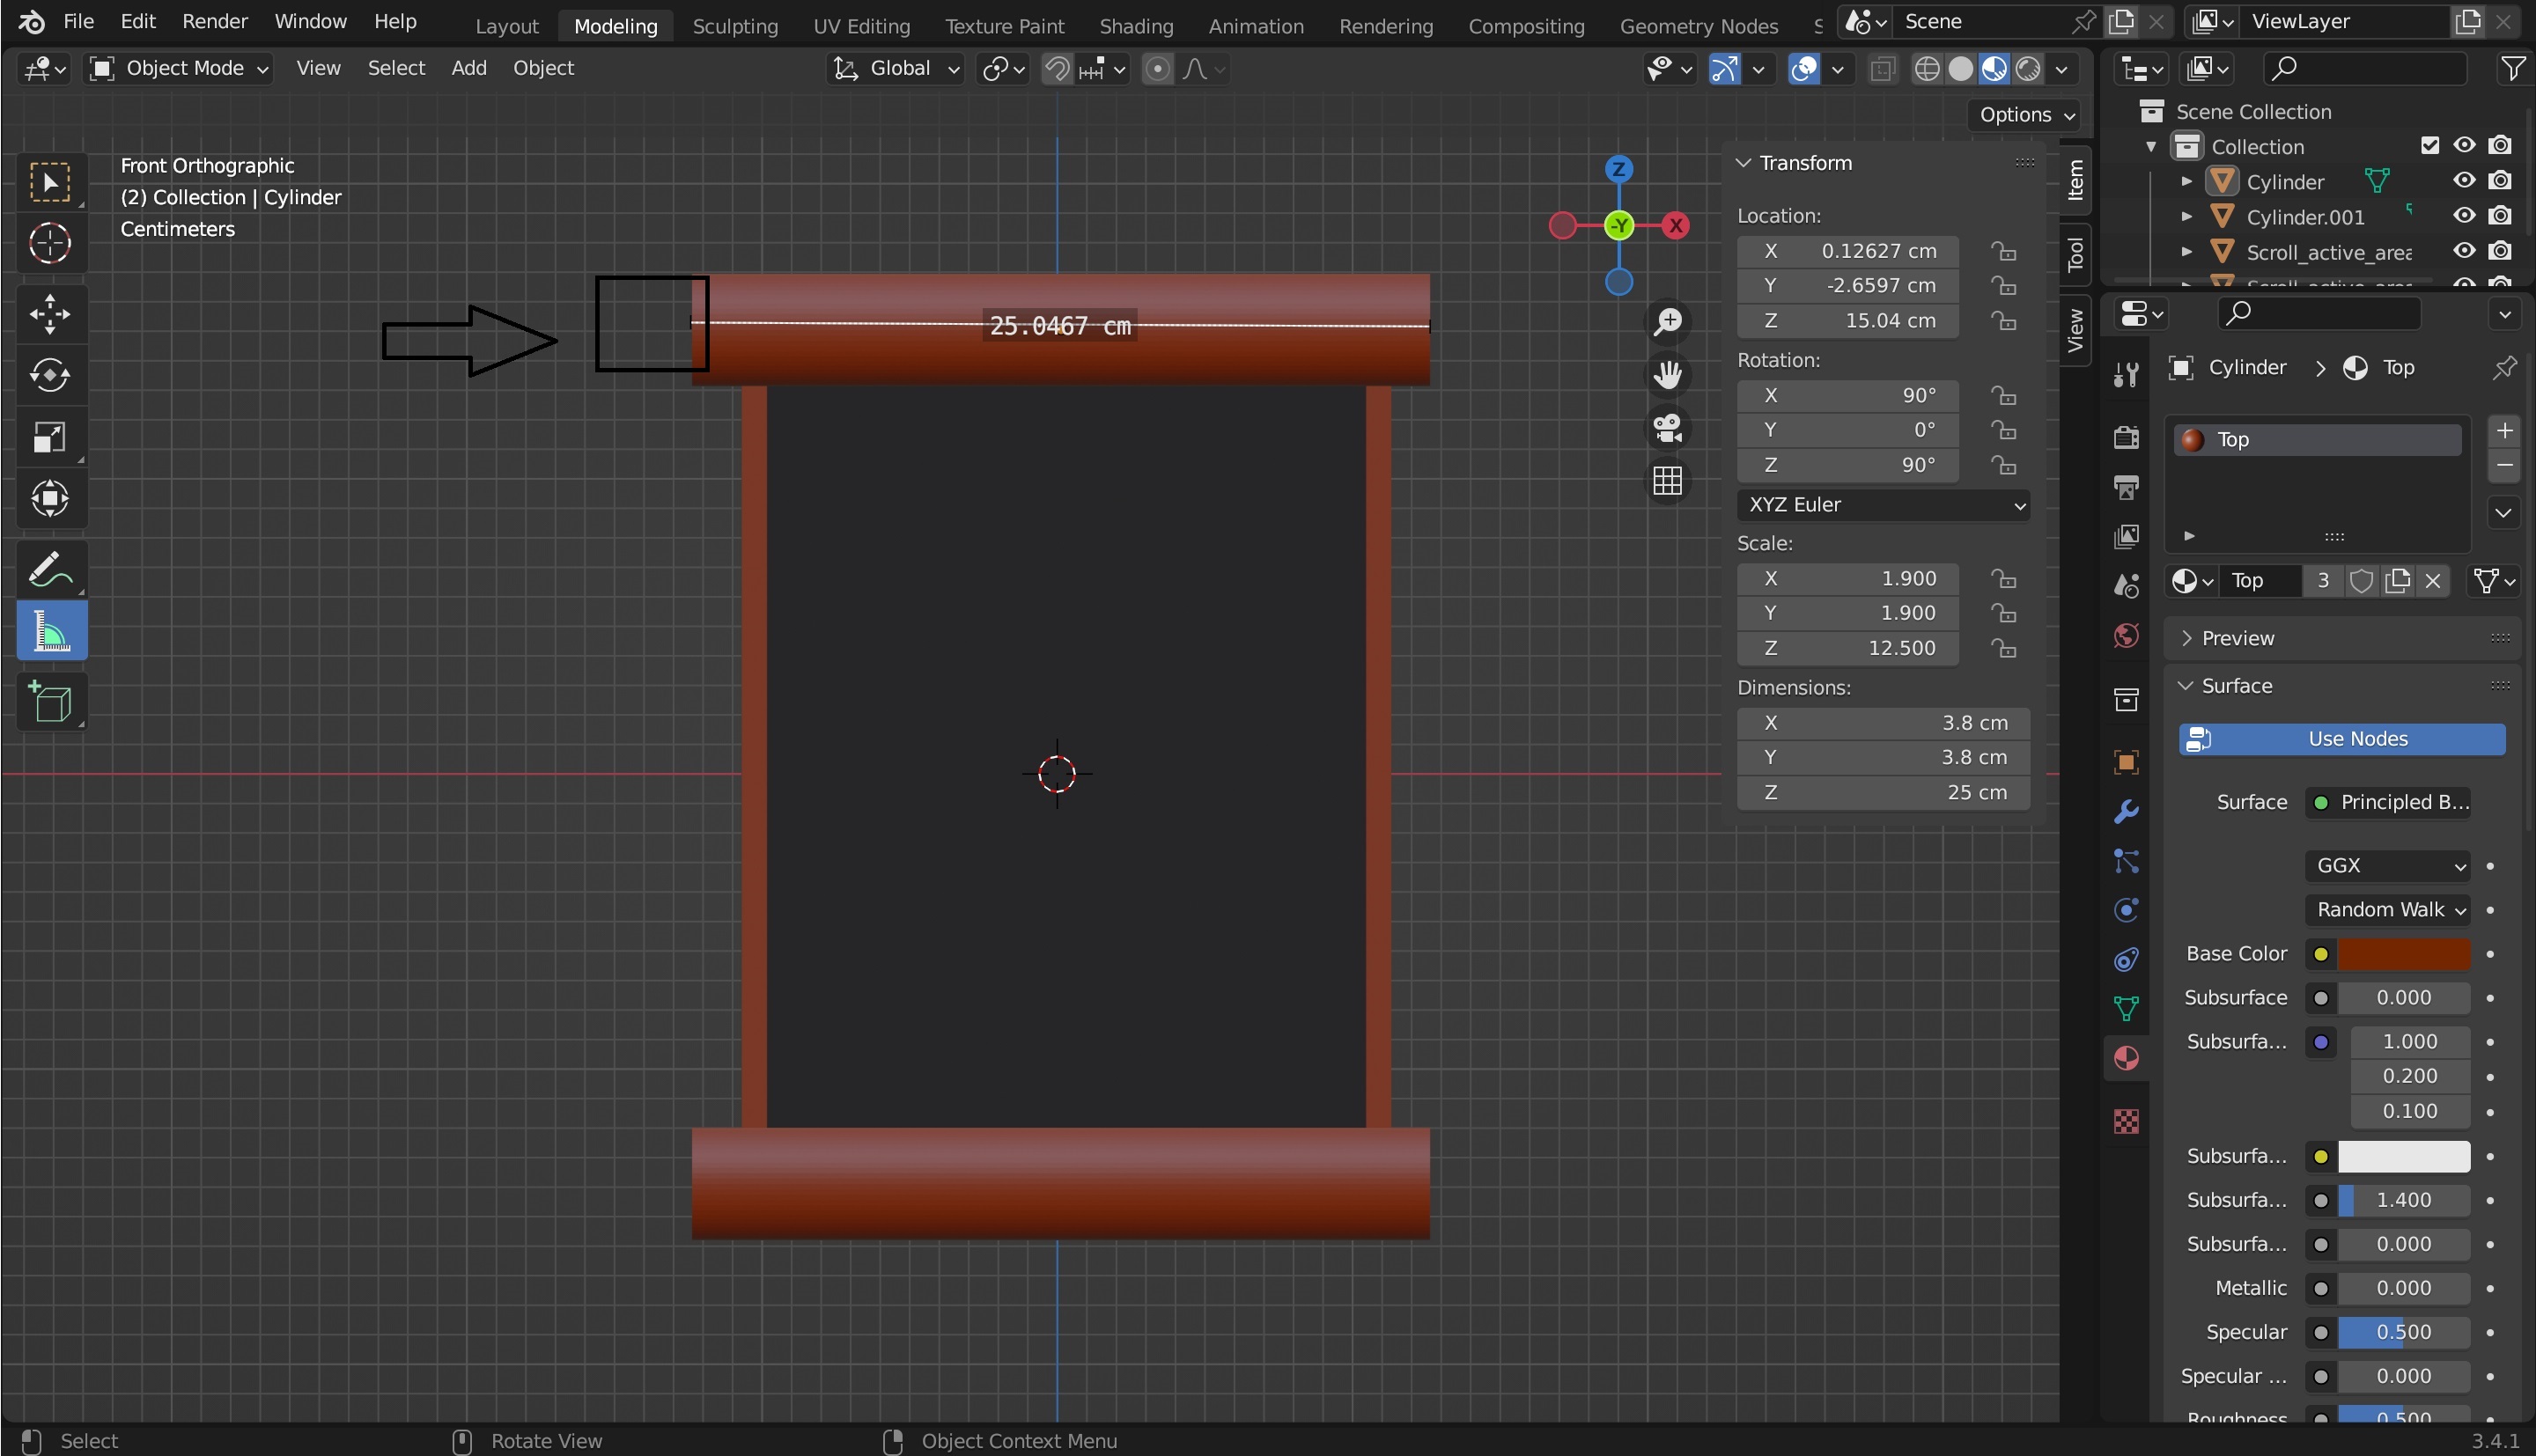 File Edit Render Window Help Layout Modeling Sculpting UV Editing Texture Paint Shading Animation Rendering Compositing Geometry Nodes Scene ViewLayer
Object Mode View Select Add Object Global
Options
Front Orthographic
(2) Collection | Cylinder
Centimeters
25.0467 cm
Z
-Y
X
Transform
Location:
X 0.12627 cm
Y -2.6597 cm
Z 15.04 cm
Rotation:
X 90°
Y 0°
Z 90°
XYZ Euler
Scale:
X 1.900
Y 1.900
Z 12.500
Dimensions:
X 3.8 cm
Y 3.8 cm
Z 25 cm
Item
Tool
View
Scene Collection
Collection
Cylinder
Cylinder.001
Scroll_active_area
Cylinder > Top
Top
Top 3
Preview
Surface
Use Nodes
Surface Principled B...
GGX
Random Walk
Base Color
Subsurface 0.000
Subsurfa... 1.000
0.200
0.100
Subsurfa...
Subsurfa... 1.400
Subsurfa... 0.000
Metallic 0.000
Specular 0.500
Specular ... 0.000
Roughness 0.500
Select Rotate View Object Context Menu 3.4.1